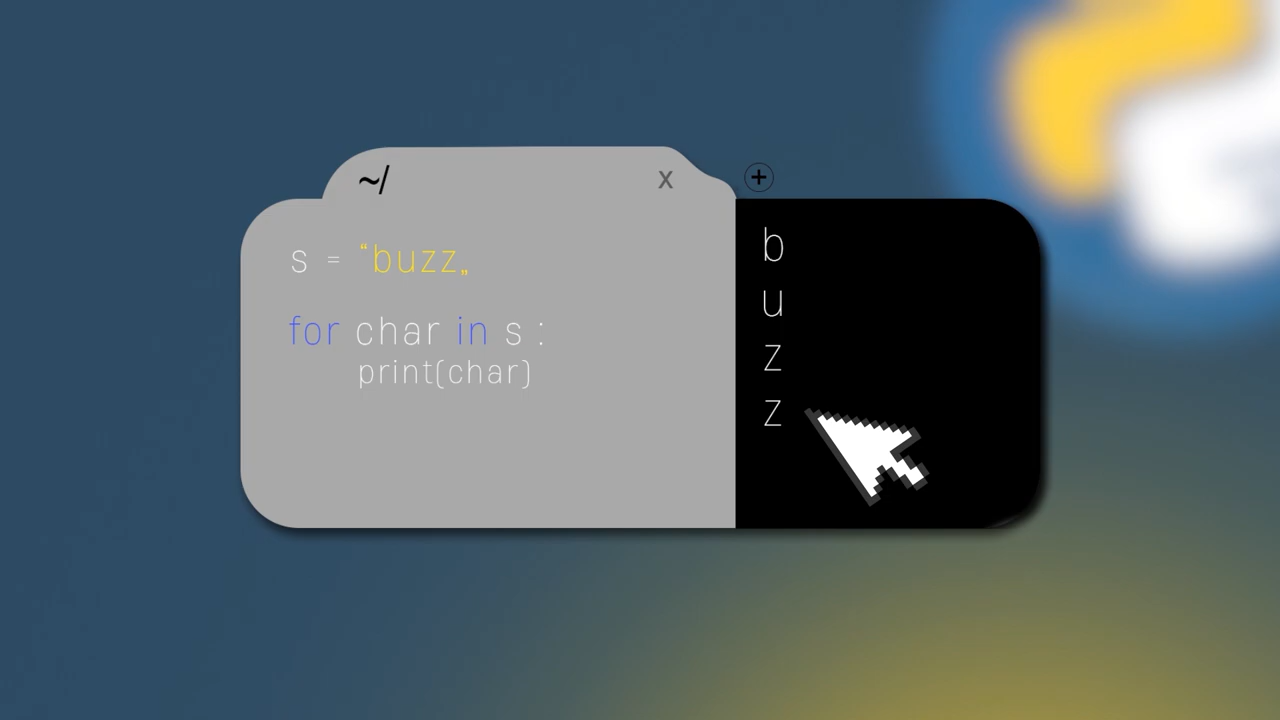 ~/ x +
s = “buzz„
for char in s :
print(char)
b
u
z
z